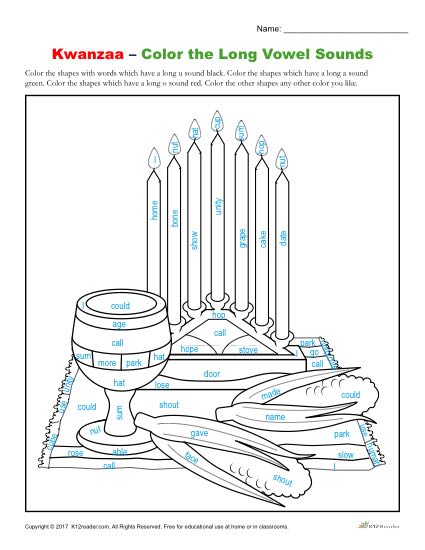 Name:
Kwanzaa – Color the Long Vowel Sounds
Color the shapes with words which have a long u sound black. Color the shapes which have a long a sound
green. Color the shapes which have a long o sound red. Color the other shapes any other color you like.
I
nut
rat
cup
sum
hop
nut
home
bone
show
unity
grape
cake
date
I
could
age
call
sum
more
park
hat
hat
sum
nut
able
hop
call
hope
stove
I
door
lose
park
go
call
could
shout
made
could
name
gave
face
shout
park
slow
I
use
rose
call
Copyright © 2017 K12reader.com. All Rights Reserved. Free for educational use at home or in classrooms.
K12Reader